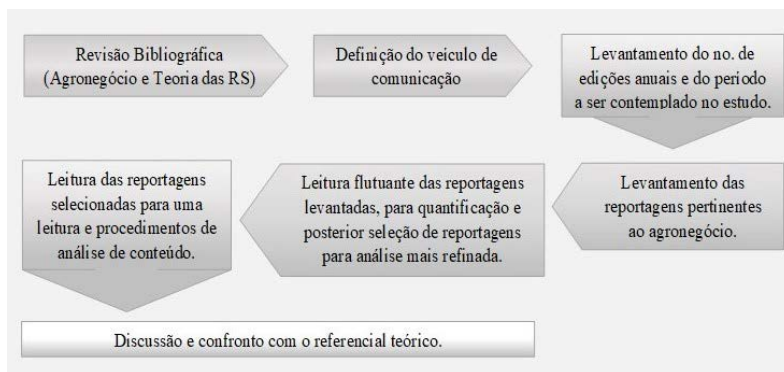 Revisão Bibliográfica
(Agronegócio e Teoria das RS)
Definição do veiculo de
comunicação
Levantamento do no. de
edições anuais e do periodo
a ser contemplado no estudo.
Levantamento das
reportagens pertinentes
ao agronegócio.
Leitura flutuante das reportagens
levantadas, para quantificação e
posterior seleção de reportagens
para análise mais refinada.
Leitura das reportagens
selecionadas para uma
leitura e procedimentos de
análise de conteúdo.
Discussão e confronto com o referencial teórico.